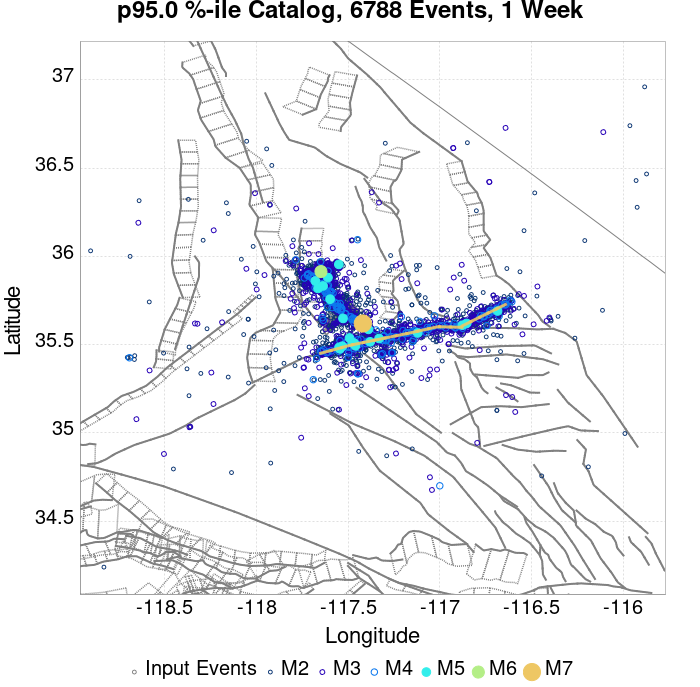 p95.0 %-ile Catalog, 6788 Events, 1 Week
37
36.5
36
35.5
35
34.5
Latitude
-118.5 -118 -117.5 -117 -116.5 -116
Longitude
Input Events M2 M3 M4 M5 M6 M7